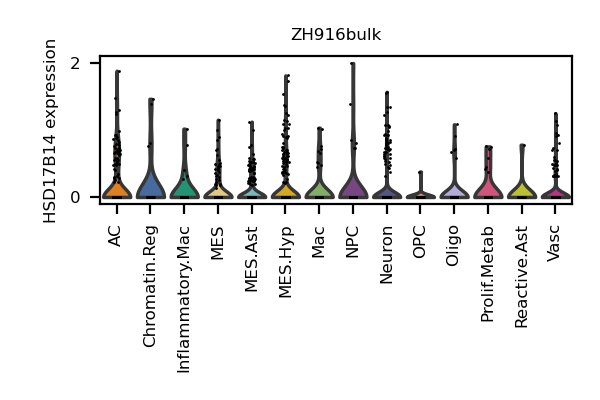 ZH916bulk
HSD17B14 expression
2
0
AC
Chromatin.Reg
Inflammatory.Mac
MES
MES.Ast
MES.Hyp
Mac
NPC
Neuron
OPC
Oligo
Prolif.Metab
Reactive.Ast
Vasc